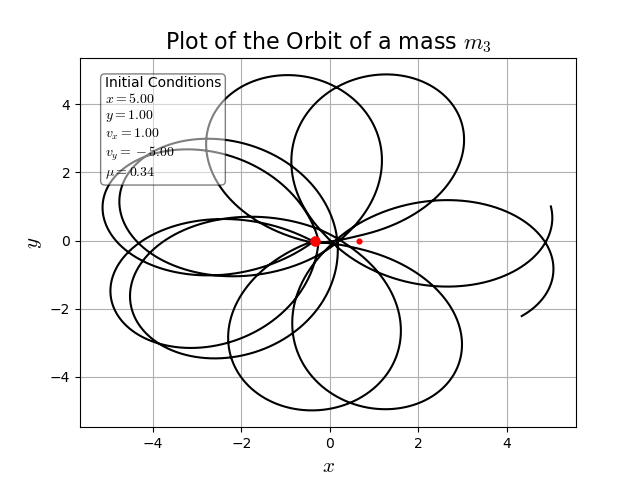 Plot of the Orbit of a mass m₃
Initial Conditions
x = 5.00
y = 1.00
vₓ = 1.00
v_y = −5.00
μ = 0.34
4
2
0
−2
−4
y
−4
−2
0
2
4
x